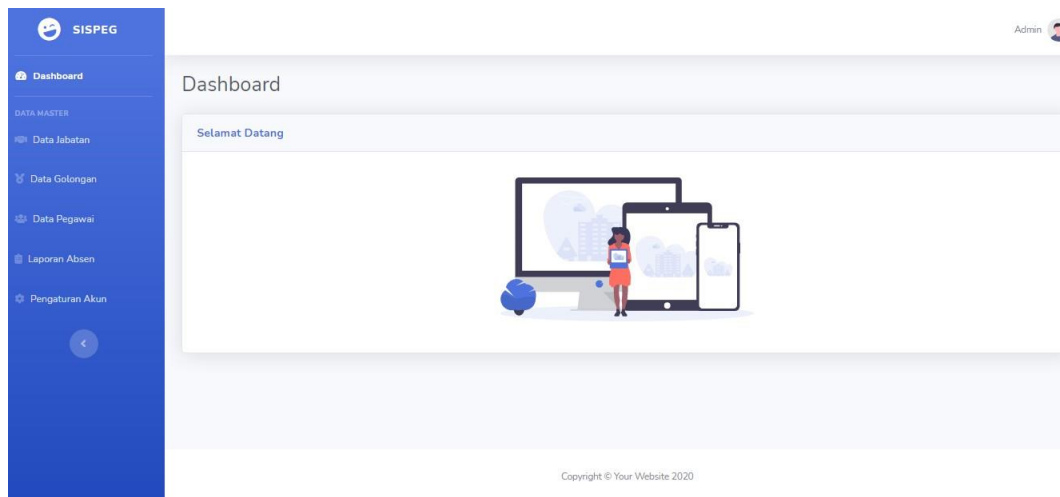 SISPEG
Admin
Dashboard
Dashboard
DATA MASTER
Data Jabatan
Data Golongan
Data Pegawai
Laporan Absen
Pengaturan Akun
Selamat Datang
Copyright © Your Website 2020